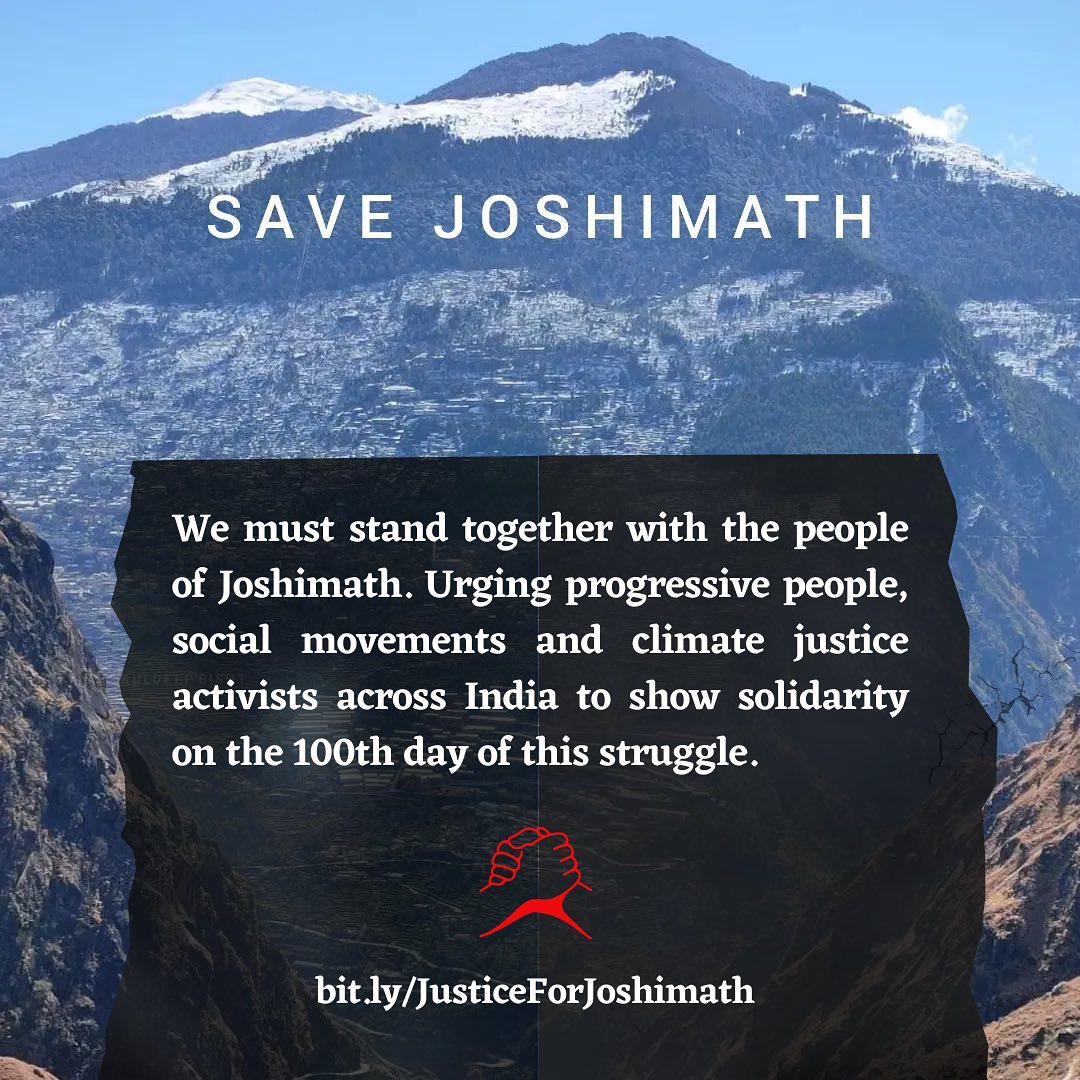 SAVE JOSHIMATH
We must stand together with the people
of Joshimath. Urging progressive people,
social movements and climate justice
activists across India to show solidarity
on the 100th day of this struggle.
bit.ly/JusticeForJoshimath